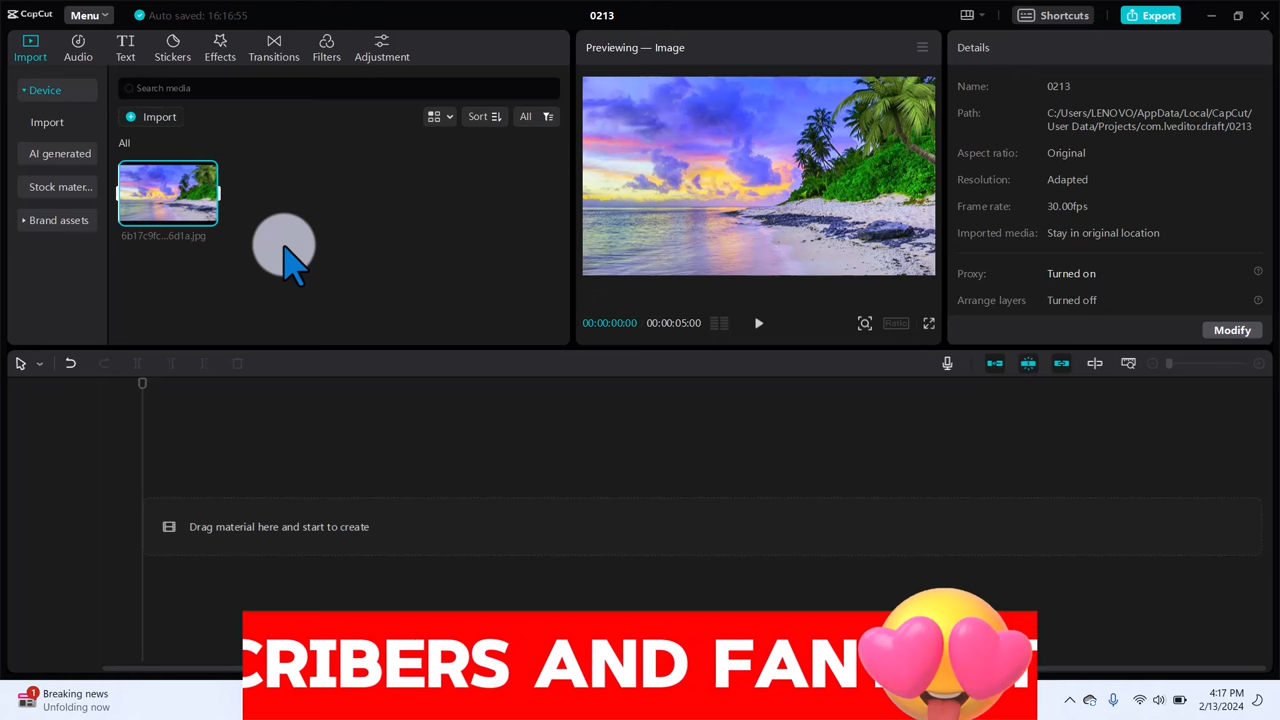 CapCut
Menu
Auto saved: 16:16:55
0213
Shortcuts
Export
Import
Audio
Text
Stickers
Effects
Transitions
Filters
Adjustment
Device
Import
AI generated
Stock mater...
Brand assets
Search media
Import
Sort
All
All
6b17c9fc...6d1a.jpg
Previewing — Image
00:00:00:00
00:00:05:00
Ratio
Details
Name: 0213
Path: C:/Users/LENOVO/AppData/Local/CapCut/
User Data/Projects/com.lveditor.draft/0213
Aspect ratio: Original
Resolution: Adapted
Frame rate: 30.00fps
Imported media: Stay in original location
Proxy: Turned on
Arrange layers Turned off
Modify
Drag material here and start to create
CRIBERS AND FAN
1
Breaking news
Unfolding now
4:17 PM
2/13/2024